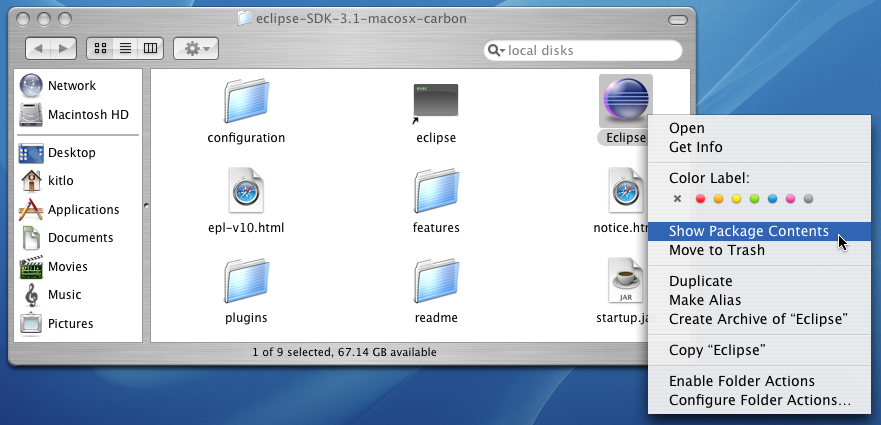 eclipse-SDK-3.1-macosx-carbon
local disks
Network
Macintosh HD
Desktop
kitlo
Applications
Documents
Movies
Music
Pictures
configuration
exec
eclipse
Eclipse
epl-v10.html
features
notice.ht
plugins
readme
JAR
startup.ja
1 of 9 selected, 67.14 GB available
Open
Get Info
Color Label:
Show Package Contents
Move to Trash
Duplicate
Make Alias
Create Archive of “Eclipse”
Copy “Eclipse”
Enable Folder Actions
Configure Folder Actions...